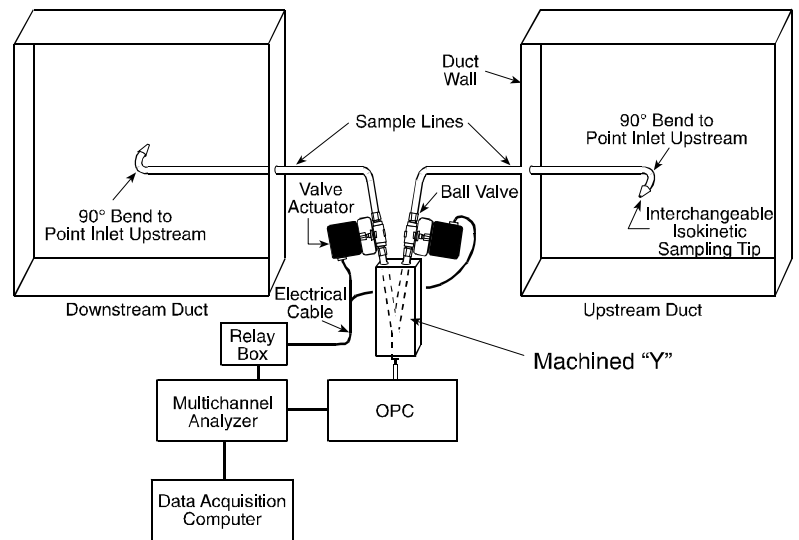 Duct
Wall
Sample Lines
90° Bend to
Point Inlet Upstream
Ball Valve
Valve
Actuator
90° Bend to
Point Inlet Upstream
Interchangeable
Isokinetic
Sampling Tip
Downstream Duct
Electrical
Cable
Upstream Duct
Relay
Box
Machined “Y”
Multichannel
Analyzer
OPC
Data Acquisition
Computer